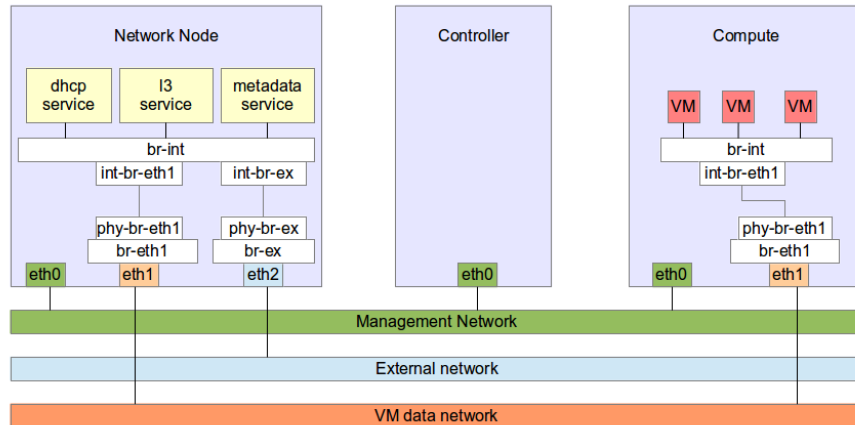 Network Node
Controller
Compute
dhcp
service
l3
service
metadata
service
VM
VM
VM
br-int
br-int
int-br-eth1
int-br-ex
int-br-eth1
phy-br-eth1
phy-br-ex
phy-br-eth1
br-eth1
br-ex
br-eth1
eth0
eth1
eth2
eth0
eth0
eth1
Management Network
External network
VM data network